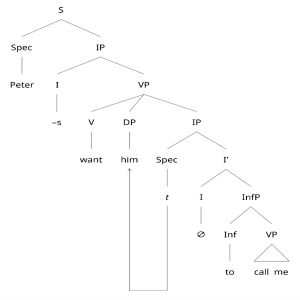 S
Spec IP
Peter I VP
–s V DP IP
want him Spec I'
t I InfP
∅ Inf VP
to call me